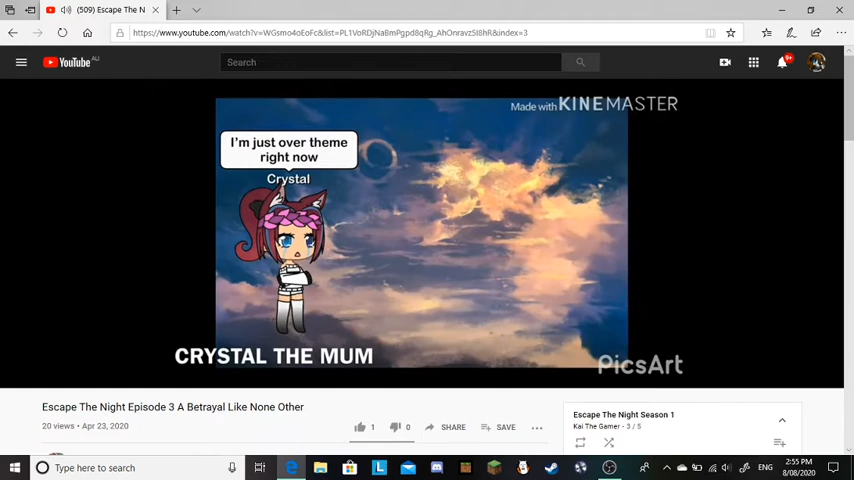 (509) Escape The N
https://www.youtube.com/watch?v=WGsmo4oEoFc&list=PL1VoRDjNaPgpd8qRg_AhOnravzSI8hR&index=3
YouTube AU
Search
9+
Made with KINEMASTER
I'm just over theme
right now
Crystal
CRYSTAL THE MUM
PicsArt
Escape The Night Episode 3 A Betrayal Like None Other
20 views • Apr 23, 2020
1
0
SHARE
SAVE
Escape The Night Season 1
Kai The Gamer - 3 / 5
Type here to search
ENG
2:55 PM
8/08/2020